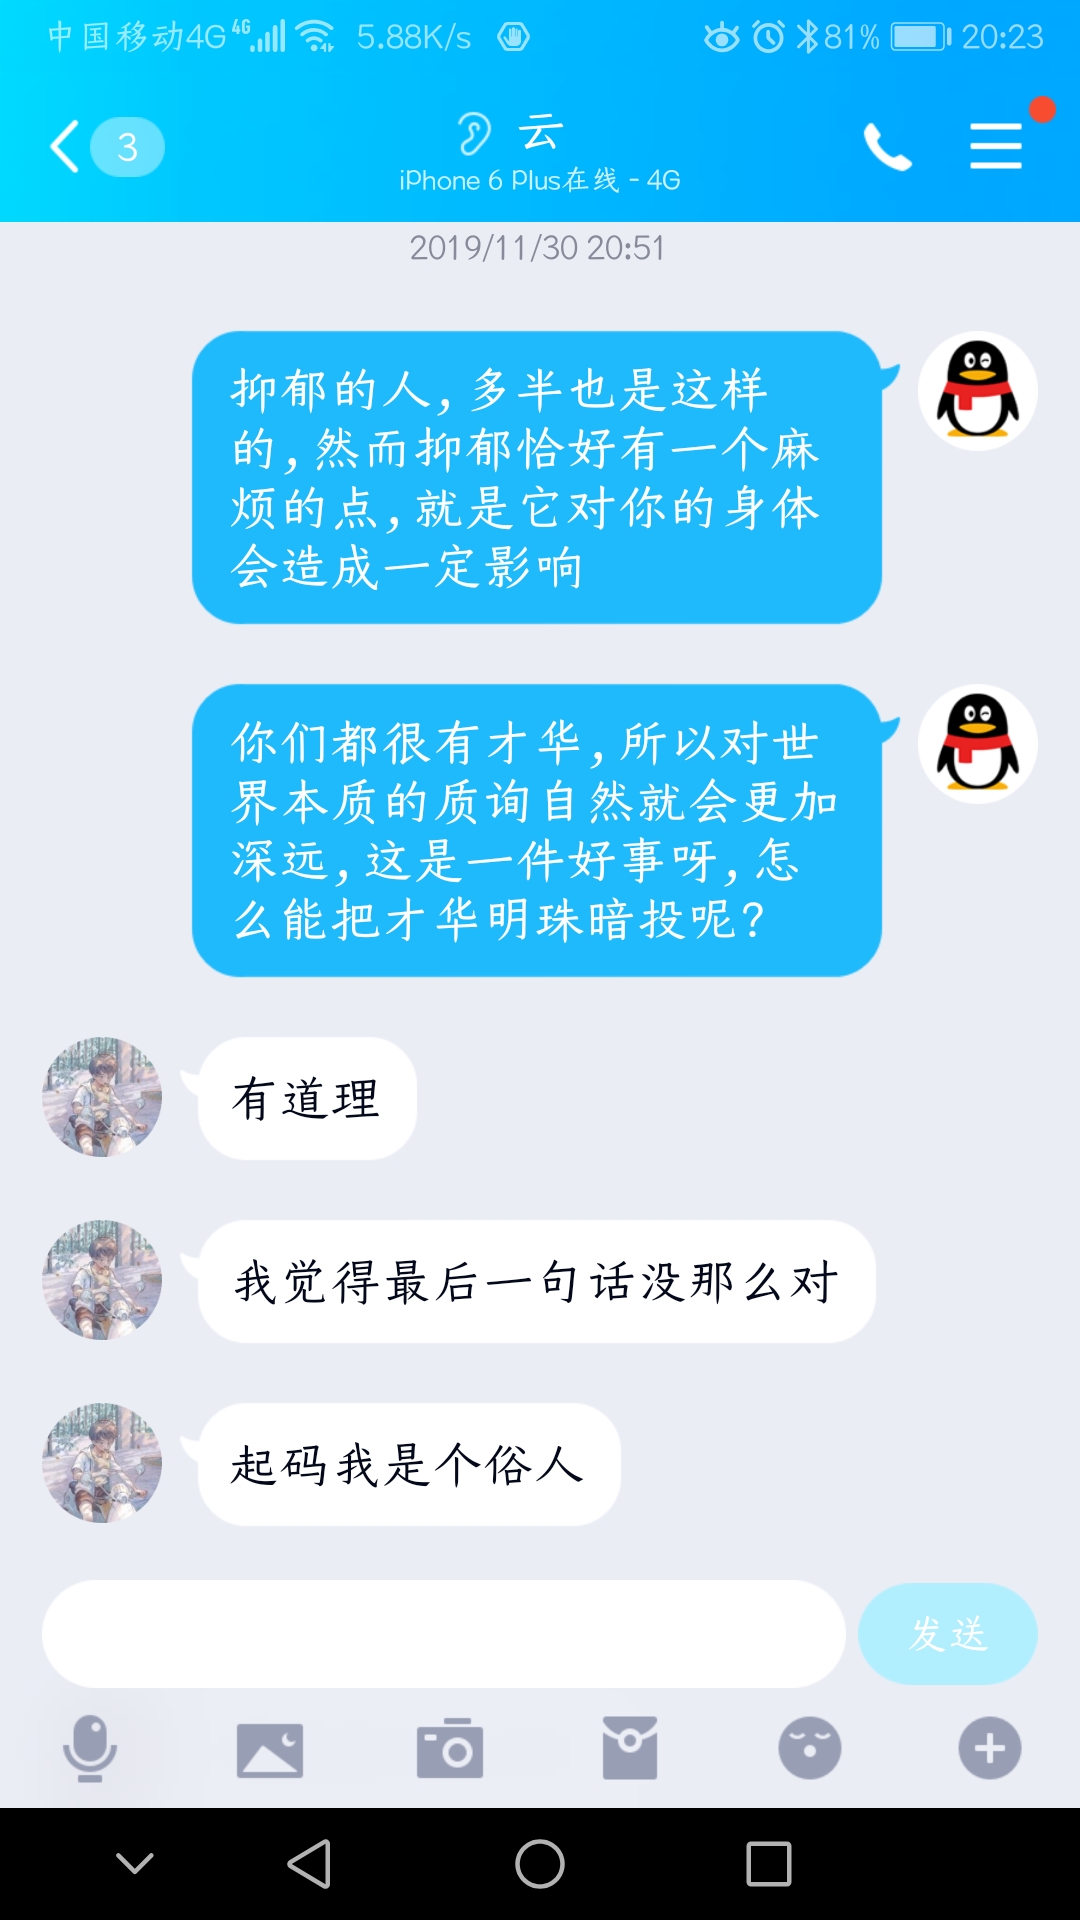 中国移动4G 4G 5.88K/s 81% 20:23
3 云
iPhone 6 Plus在线 - 4G
2019/11/30 20:51
抑郁的人,多半也是这样
的,然而抑郁恰好有一个麻
烦的点,就是它对你的身体
会造成一定影响
你们都很有才华,所以对世
界本质的质询自然就会更加
深远,这是一件好事呀,怎
么能把才华明珠暗投呢?
有道理
我觉得最后一句话没那么对
起码我是个俗人
发送